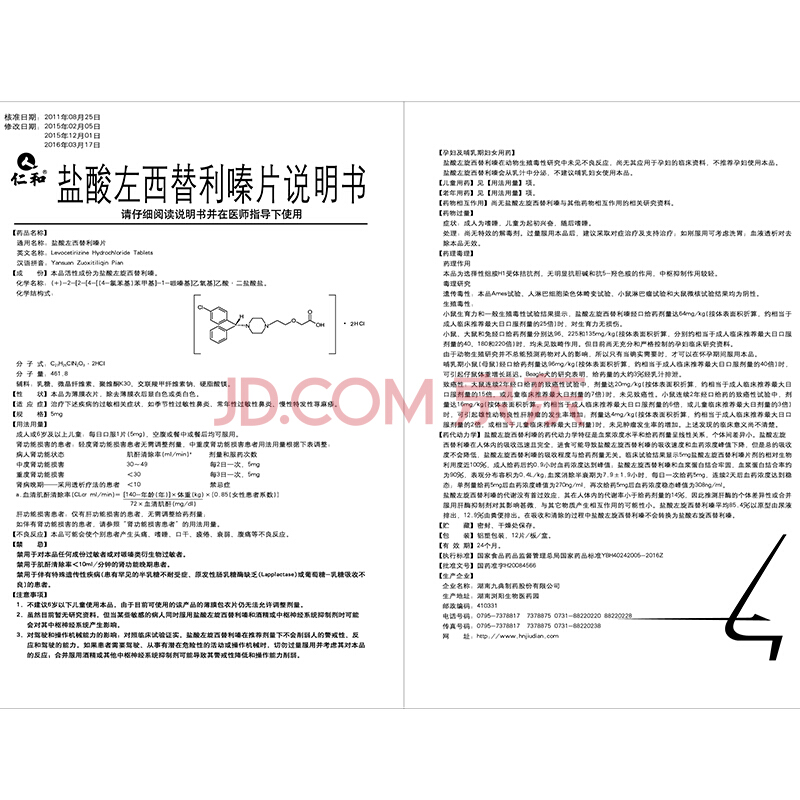 核准日期：2011年08月25日
修改日期：2015年02月05日
2015年12月01日
2016年03月17日
仁和®
盐酸左西替利嗪片说明书
请仔细阅读说明书并在医师指导下使用
【药品名称】
通用名称：盐酸左西替利嗪片
英文名称：Levocetirizine Hydrochloride Tablets
汉语拼音：Yansuan Zuoxitiliqin Pian
【成　份】本品活性成份为盐酸左旋西替利嗪。
化学名称：(+)-2-[2-[4-[(4-氯苯基)苯甲基]-1-哌嗪基]乙氧基]乙酸·二盐酸盐。
化学结构式：
Cl
H
N
N
O
OH
O
· 2HCl
分 子 式：C₂₁H₂₅ClN₂O₃·2HCl
分 子 量：461.8
辅料：乳糖、微晶纤维素、聚维酮K30、交联羧甲纤维素钠、硬脂酸镁。
【性　状】本品为薄膜衣片，除去薄膜衣后显白色或类白色。
【适 应 症】治疗下述疾病的过敏相关症状，如季节性过敏性鼻炎、常年性过敏性鼻炎、慢性特发性荨麻疹。
【规　格】5mg
【用法用量】
成人或6岁及以上儿童：每日口服1片(5mg)，空腹或餐中或餐后均可服用。
肾功能损害的患者：轻度肾功能损害患者无需调整剂量，中重度肾功能损害患者用法用量根据下表调整：
病人肾功能状态 肌酐清除率(ml/min)ᵃ 剂量和服药次数
中度肾功能损害 30~49 每2日一次，5mg
重度肾功能损害 <30 每3日一次，5mg
肾病晚期——采用透析疗法的患者 <10 禁忌症
a.血清肌酐清除率(CLcr ml/min)= [140-年龄(年)]×体重(kg) ×[0.85(女性患者系数)]
72×血清肌酐(mg/dl)
肝功能损害患者：仅有肝功能损害的患者，无需调整给药剂量；
如伴有肾功能损害的患者，请参照“肾功能损害患者”的用法用量。
【不良反应】本品可能会使个别患者产生头痛、嗜睡、口干、疲倦、衰弱、腹痛等不良反应。
【禁　忌】
禁用于对本品任何成份过敏者或对哌嗪类衍生物过敏者。
禁用于肌酐清除率<10ml/分钟的肾功能晚期患者。
禁用于伴有特殊遗传性疾病(患有罕见的半乳糖不耐受症、原发性肠乳糖酶缺乏(Lapplactase)或葡萄糖-乳糖吸收不
良)的患者。
【注意事项】
1、不建议6岁以下儿童使用本品，由于目前可使用的该产品的薄膜包衣片仍无法允许调整剂量。
2、虽然目前暂无研究资料，但当某些敏感的病人同时服用盐酸左旋西替利嗪和酒精或中枢神经系统抑制剂时可能
会对其中枢神经系统产生影响。
3、对驾驶和操作机械能力的影响：对照临床试验证实，盐酸左旋西替利嗪在推荐剂量下不会削弱人的警戒性、反
应和驾驶的能力。如果患者需要驾驶，从事有潜在危险性的活动或操作机械时，切勿过量服用并考虑其对本品
的反应；合并服用酒精或其他中枢神经系统抑制剂可能导致其警戒性降低和操作能力削弱。
【孕妇及哺乳期妇女用药】
盐酸左旋西替利嗪在动物生殖毒性研究中未见不良反应，尚无其应用于孕妇的临床资料，不推荐孕妇使用本品。
盐酸左旋西替利嗪会从乳汁中分泌，不建议哺乳妇女使用本品。
【儿童用药】见【用法用量】项。
【老年用药】见【用法用量】项。
【药物相互作用】尚无盐酸左旋西替利嗪与其他药物相互作用的相关研究资料。
【药物过量】
症状：成人为嗜睡，儿童为起初兴奋，随后嗜睡。
处理：尚无特效的解毒剂。过量服用本品后，建议采取对症治疗及支持治疗；如刚服用可考虑洗胃；血液透析对去
除本品无效。
【药理毒理】
药理作用
本品为选择性组胺H1受体拮抗剂，无明显抗胆碱和抗5-羟色胺的作用，中枢抑制作用较轻。
毒理研究
遗传毒性：本品Ames试验、人淋巴细胞染色体畸变试验、小鼠淋巴瘤试验和大鼠微核试验结果均为阴性。
生殖毒性：
小鼠生育力和一般生殖毒性试验结果提示，盐酸左旋西替利嗪经口给药剂量达64mg/kg(按体表面积折算，约相当于
成人临床推荐最大日口服剂量的25倍)时，对生育力无损伤。
小鼠、大鼠和兔经口给药剂量分别达96、225和135mg/kg(按体表面积折算，分别约相当于成人临床推荐最大日口服剂
量的40、180和220倍)时，均未见致畸作用。但目前尚无充分和严格控制的孕妇临床研究资料。
由于动物生殖研究并不总能预测药物对人的影响，所以只有当确实需要时，才可以在怀孕期间服用本品。
哺乳期小鼠(母鼠)经口给药剂量达96mg/kg(按体表面积折算，约相当于成人临床推荐最大日口服剂量的40倍)时，
可引起仔鼠体重增长延迟。Beagle犬的研究表明，给药量的大约3%经乳汁排泄。
致癌性：大鼠连续2年经口给药的致癌性试验中，剂量达20mg/kg(按体表面积折算，约相当于成人临床推荐最大日
口服剂量的15倍，或儿童临床推荐最大日口服剂量的7倍)时，未见致癌性。小鼠连续2年经口给药的致癌性试验中，剂
量达16mg/kg(按体表面积折算，约相当于成人临床推荐最大日口服剂量的6倍，或儿童临床推荐最大日口服剂量的3倍)
时，可引起雄性动物良性肝肿瘤的发生率增加，剂量达4mg/kg(按体表面积折算，约相当于成人临床推荐最大日口
服剂量的2倍，或相当于儿童临床推荐最大日口服剂量)时，未见肿瘤发生率的增加。上述发现的临床意义尚不清楚。
【药代动力学】盐酸左旋西替利嗪的药代动力学特征是血浆浓度水平和给药剂量呈线性关系，个体间差异小。盐酸左旋
西替利嗪在人体内的吸收迅速且完全，进食可能导致盐酸左旋西替利嗪的吸收速度和血药浓度峰值下降，但是总的吸收
度不会降低，盐酸左旋西替利嗪的吸收程度与给药剂量无关。临床试验结果显示5mg盐酸左旋西替利嗪片剂的相对生物
利用度近100%，成人给药后约0.9小时血药浓度达到峰值。盐酸左旋西替利嗪和血浆蛋白结合牢固，血浆蛋白结合率约
为90%，表观分布容积为0.4L/kg；血浆消除半衰期为7.9±1.9小时，每日一次给药5mg，连续2天后血药浓度达到稳
态；单剂量给药5mg后血药浓度峰值为270ng/ml，再次给药5mg后血药浓度稳态峰值为308ng/ml。
盐酸左旋西替利嗪的代谢没有首过效应，其在人体内的代谢率小于给药剂量的14%，因此推测肝酶的个体差异或合并
服用肝酶抑制剂对其影响甚微，与其它物质产生相互作用的可能性小。盐酸左旋西替利嗪平均85.4%以原型由尿液
排出，12.9%由粪便排出。在吸收和清除的过程中盐酸左旋西替利嗪不会转换为盐酸右旋西替利嗪。
【贮　藏】密封，干燥处保存。
【包　装】铝塑包装，12片/板/盒。
【有 效 期】24个月。
【执行标准】国家食品药品监督管理总局国家药品标准YBH40242005-2016Z
【批准文号】国药准字H20084566
【生产企业】
企业名称：湖南九典制药股份有限公司
生产地址：湖南浏阳生物医药园
邮政编码：410331
电话号码：0795-7378817　7378875 0731-88220220 88220228
传真号码：0795-7378817　7378875 0731-88220238
网　　址：http://www.hnjiudian.com
JD.COM 京东